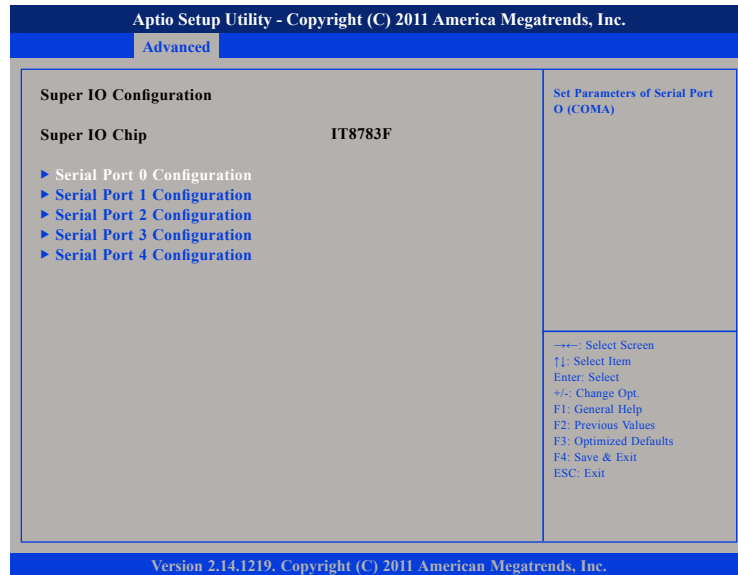 Aptio Setup Utility - Copyright (C) 2011 America Megatrends, Inc.
Advanced
Super IO Configuration
Super IO Chip IT8783F
► Serial Port 0 Configuration
► Serial Port 1 Configuration
► Serial Port 2 Configuration
► Serial Port 3 Configuration
► Serial Port 4 Configuration
Set Parameters of Serial Port
O (COMA)
→←: Select Screen
↑↓: Select Item
Enter: Select
+/-: Change Opt.
F1: General Help
F2: Previous Values
F3: Optimized Defaults
F4: Save & Exit
ESC: Exit
Version 2.14.1219. Copyright (C) 2011 American Megatrends, Inc.